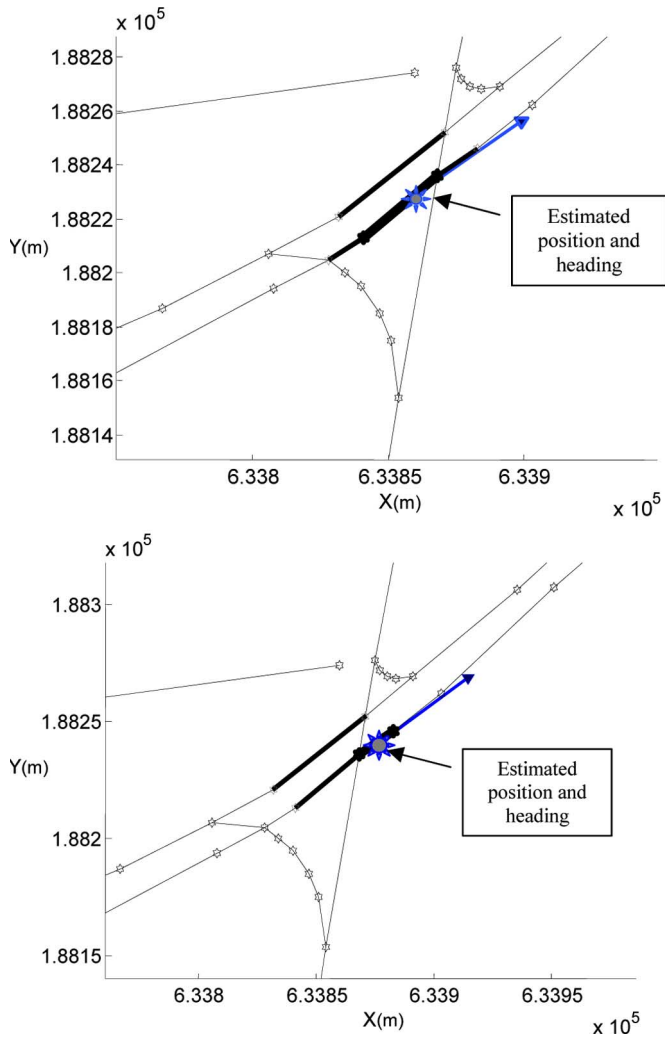 x 10^5
1.8828
1.8826
1.8824
1.8822
Y(m)
1.882
1.8818
1.8816
1.8814
Estimated
position and
heading
6.338
6.3385
6.339
X(m)
x 10^5
x 10^5
1.883
1.8825
Y(m)
1.882
1.8815
Estimated
position and
heading
6.338
6.3385
6.339
6.3395
X(m)
x 10^5